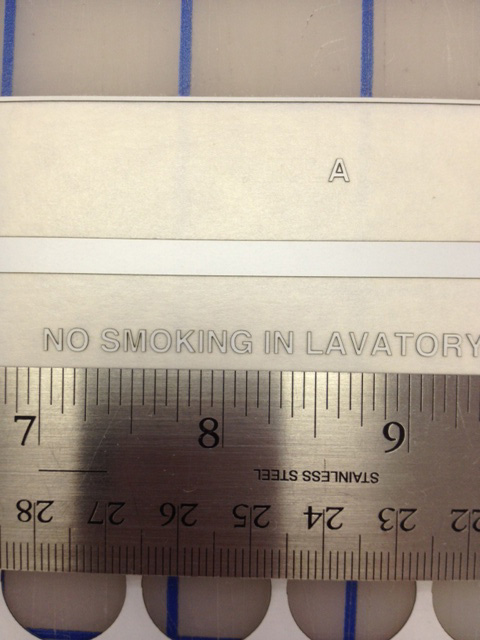 A
NO SMOKING IN LAVATORY
7 8 9
STAINLESS STEEL
28 27 26 25 24 23 22